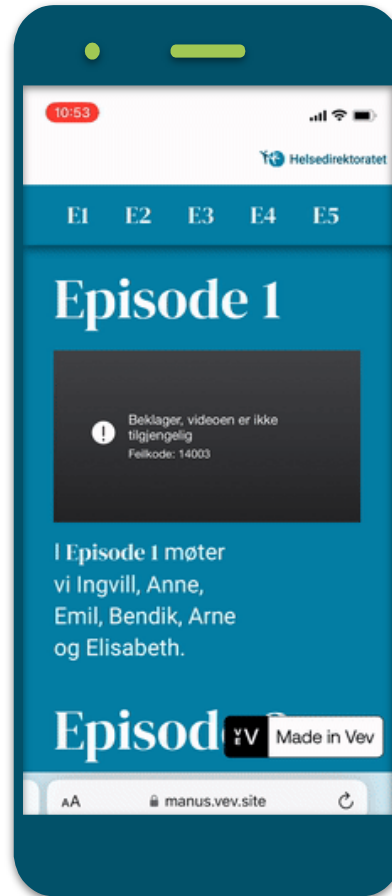 10:53
Helsedirektoratet
E1 E2 E3 E4 E5
Episode 1
Beklager, videoen er ikke
tilgjengelig
Feilkode: 14003
I Episode 1 møter
vi Ingvill, Anne,
Emil, Bendik, Arne
og Elisabeth.
Episod
VEV Made in Vev
AA manus.vev.site